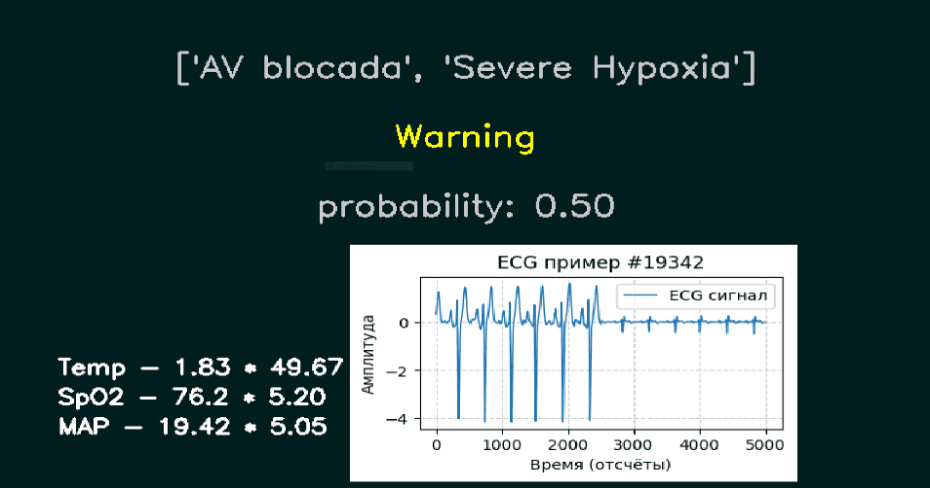 ['AV blocada', 'Severe Hypoxia']
Warning
probability: 0.50
ECG пример #19342
ECG сигнал
Амплитуда
0
−2
−4
0 1000 2000 3000 4000 5000
Время (отсчёты)
Temp − 1.83 * 49.67
SpO2 − 76.2 * 5.20
MAP − 19.42 * 5.05